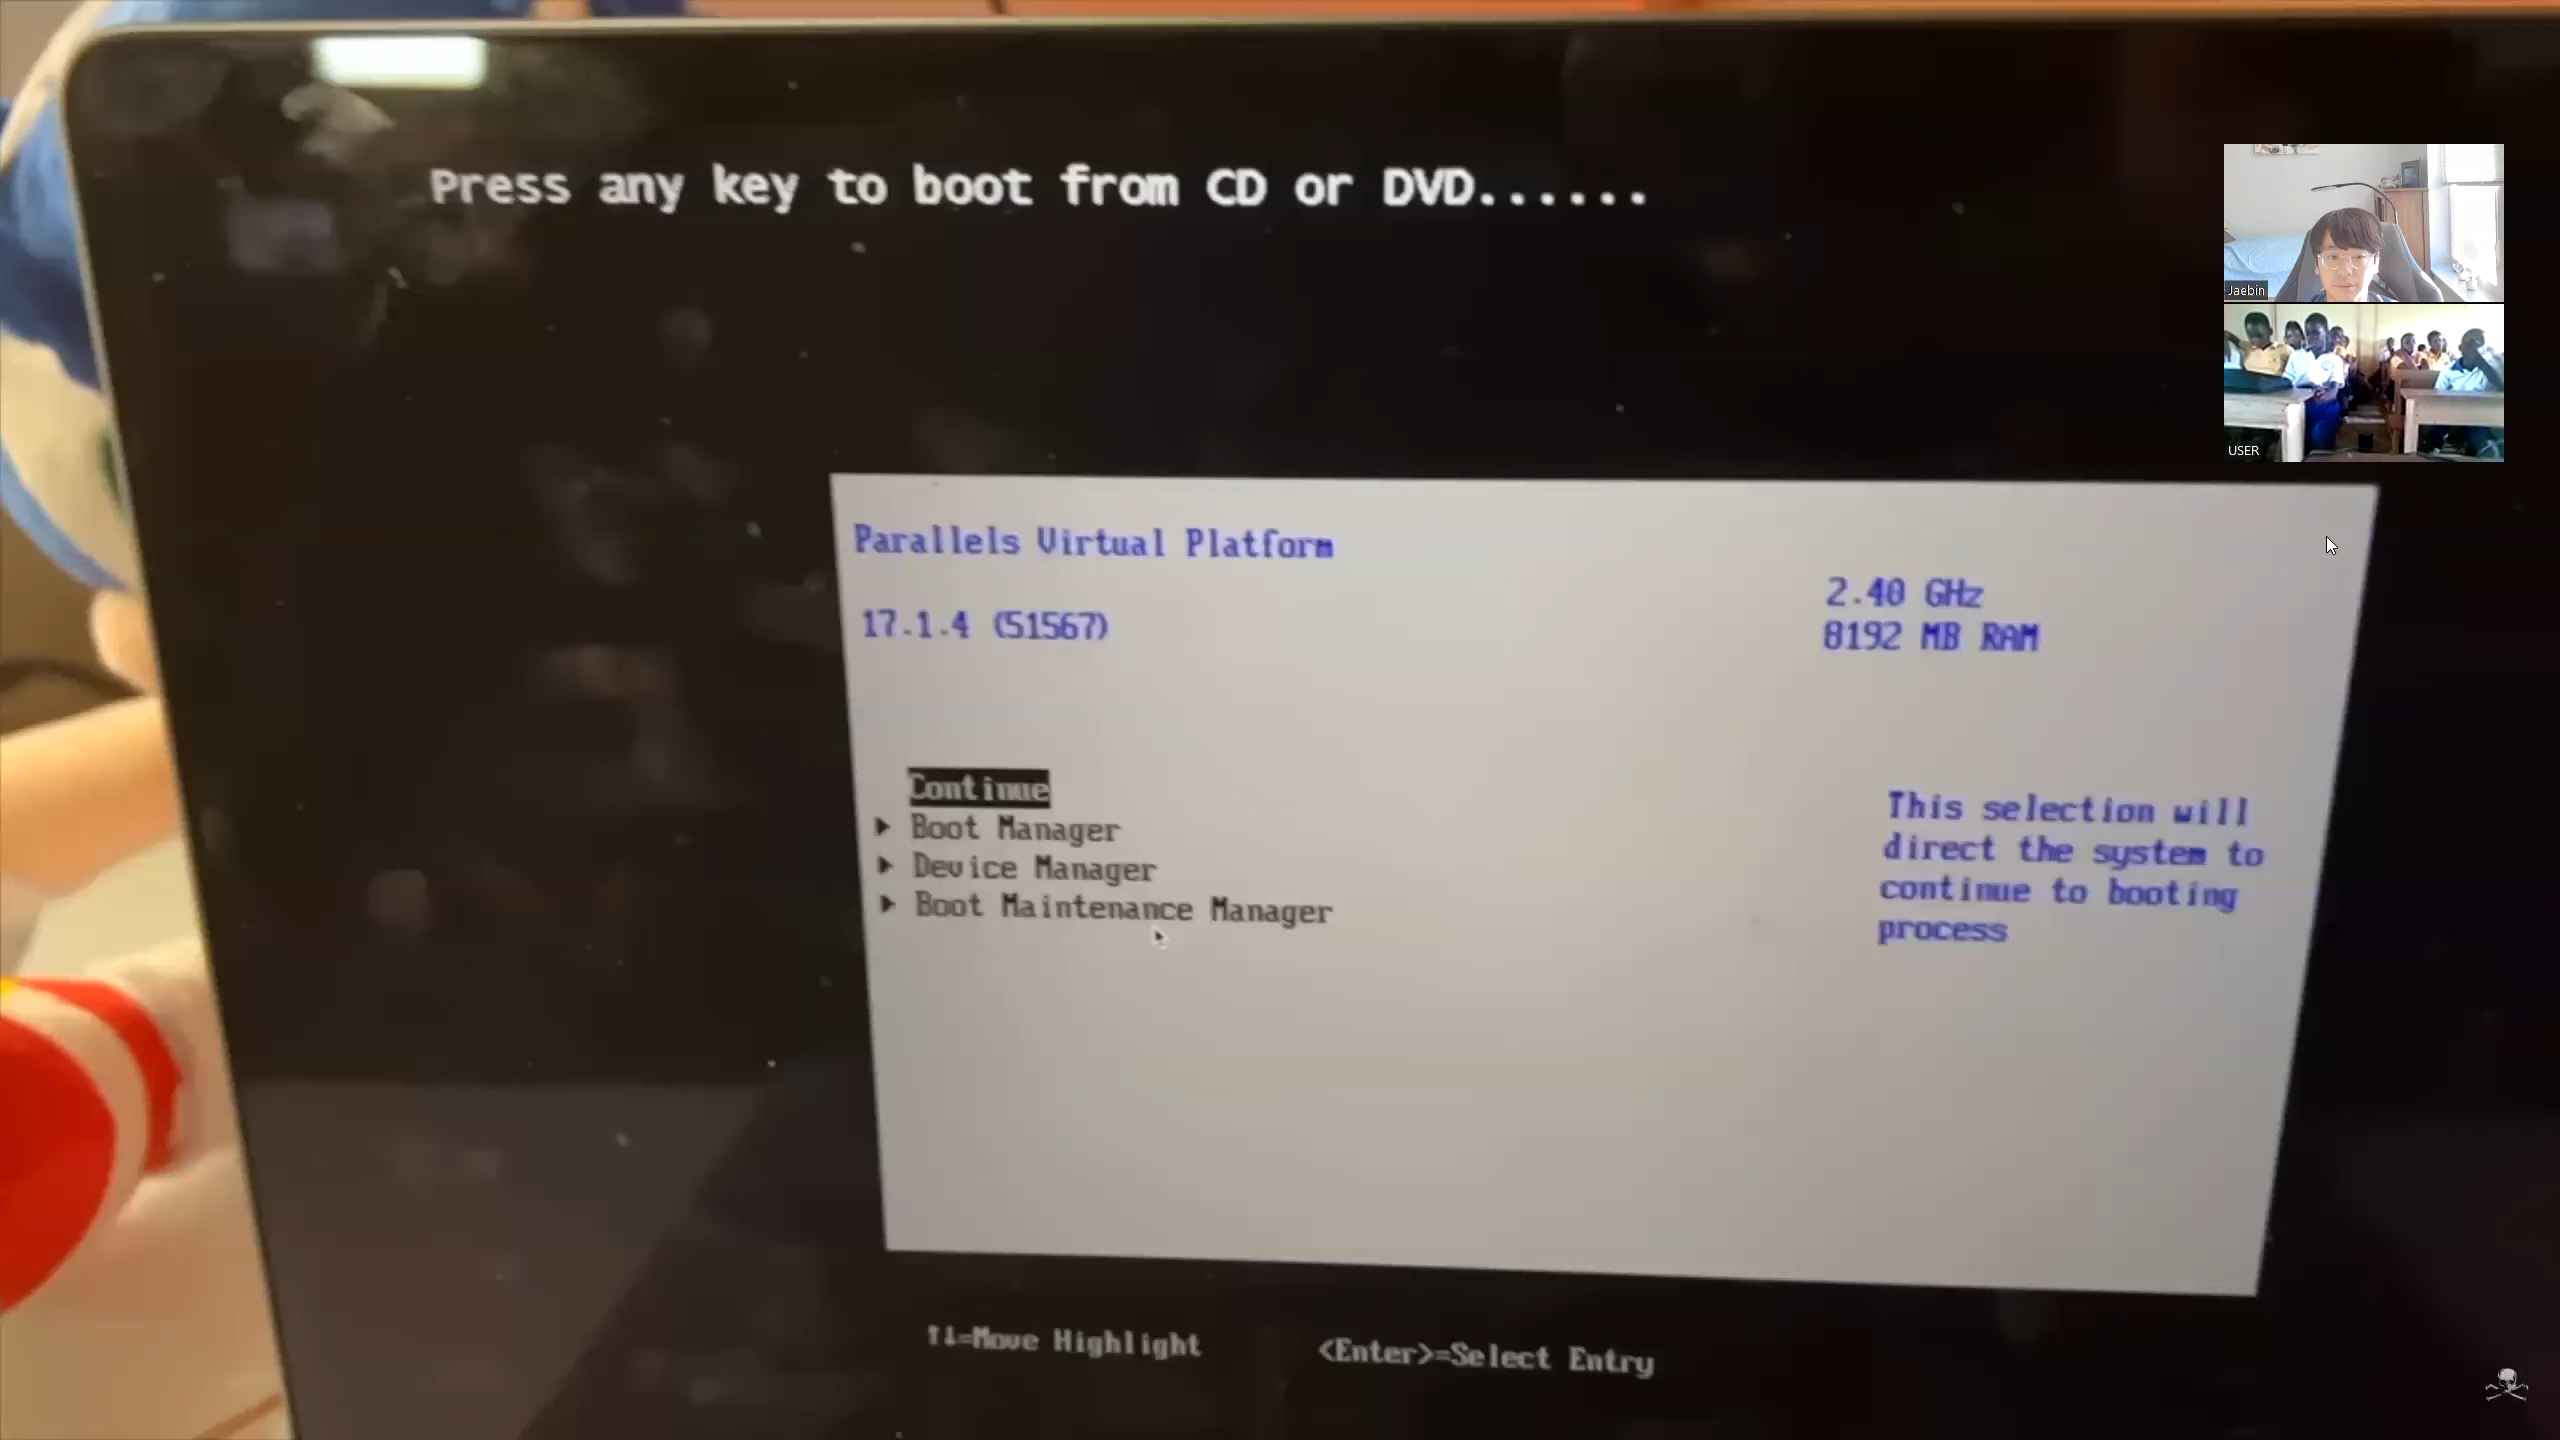 Press any key to boot from CD or DVD......
Jaebin
USER
Parallels Virtual Platform
2.40 GHz
17.1.4 (51567)
8192 MB RAM
Continue
Boot Manager
Device Manager
Boot Maintenance Manager
This selection will
direct the system to
continue to booting
process
↑↓=Move Highlight
<Enter>=Select Entry